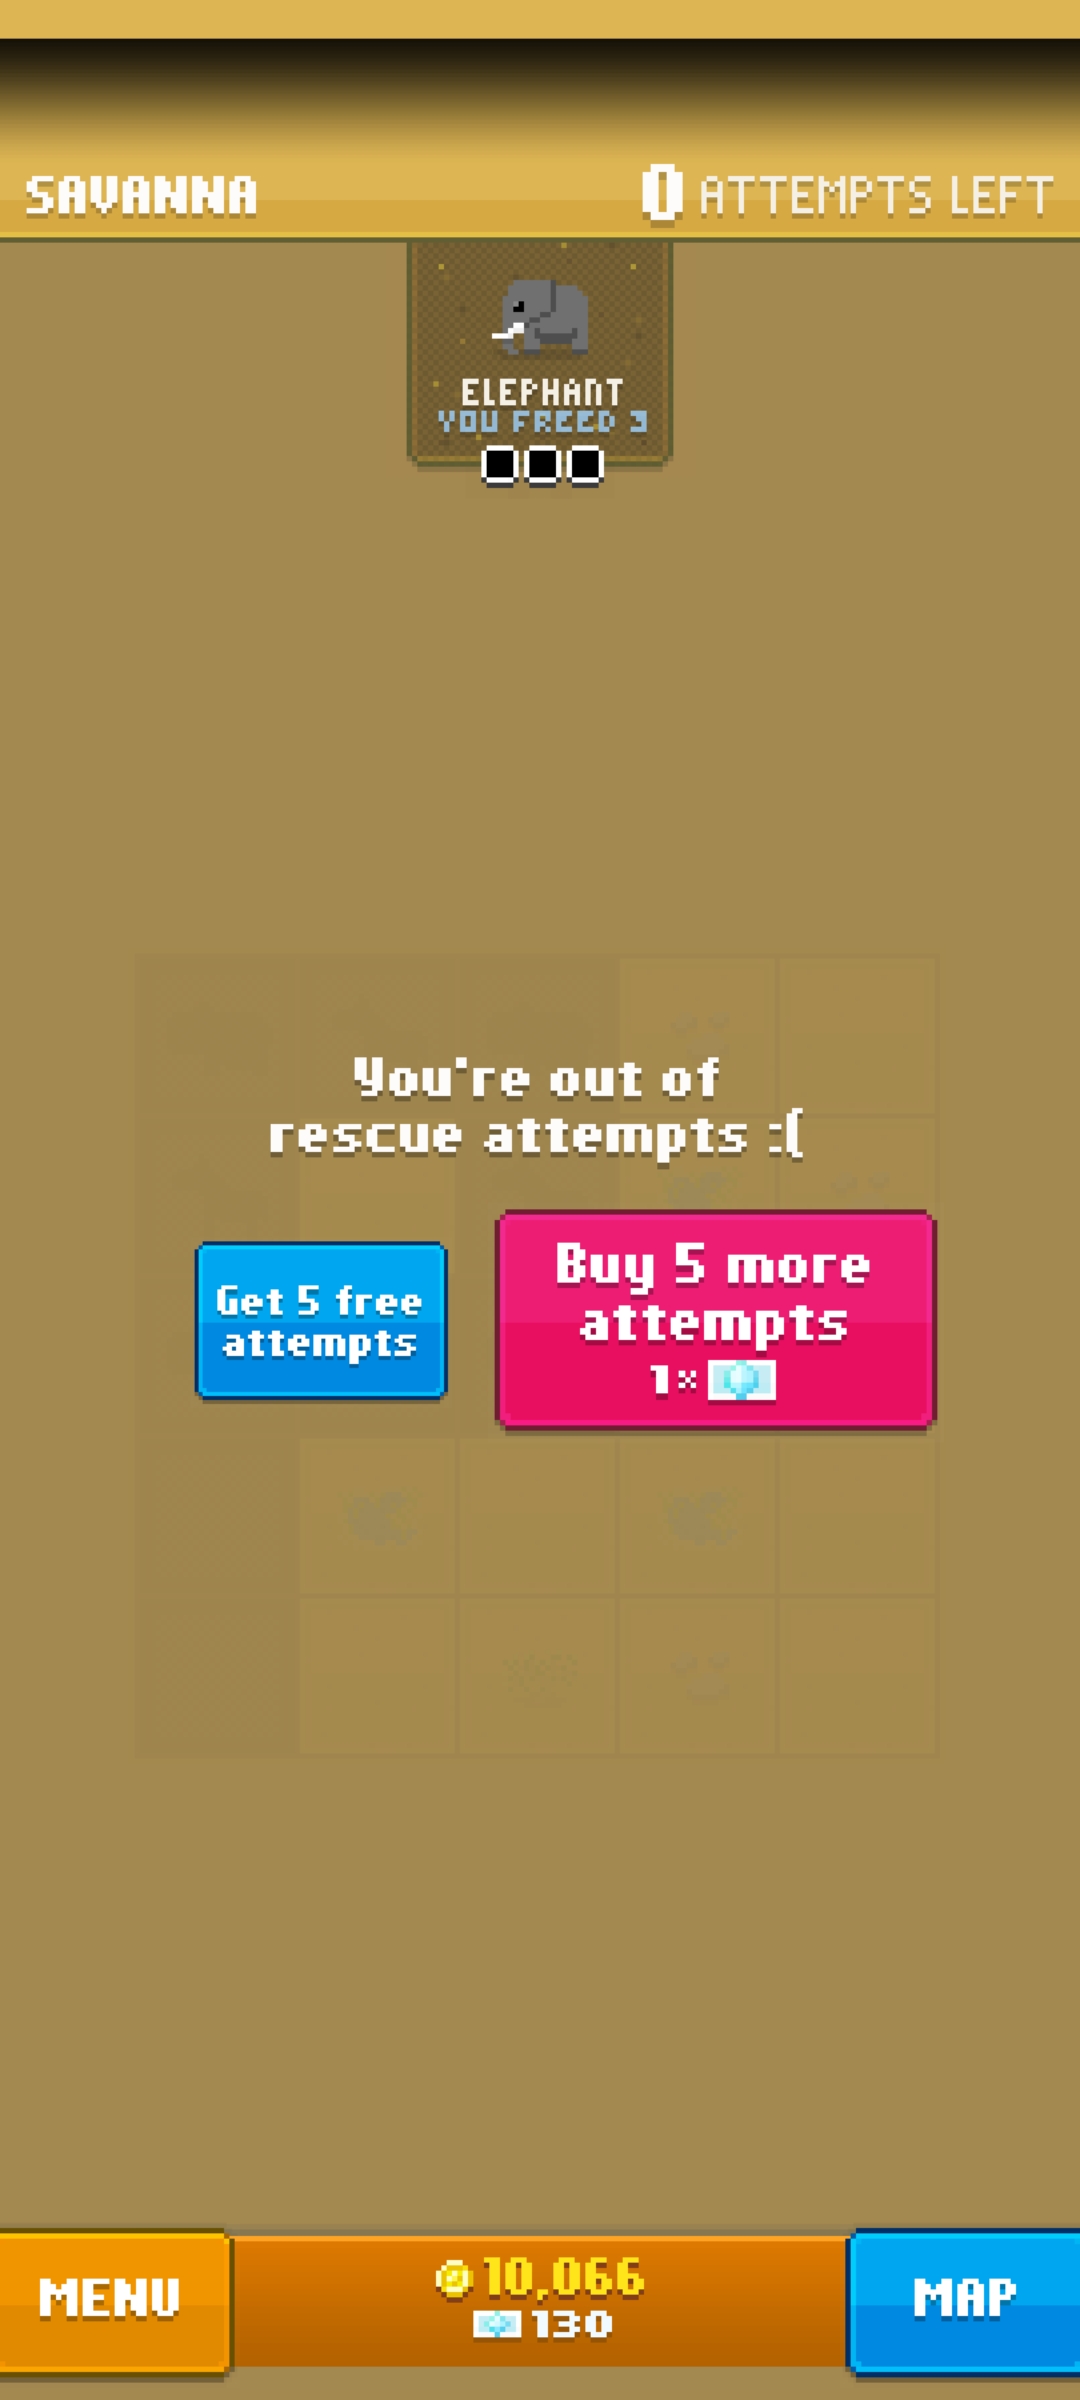 SAVANNA
0 ATTEMPTS LEFT
ELEPHANT
YOU FREED 3
You're out of
rescue attempts :(
Get 5 free
attempts
Buy 5 more
attempts
1×
MENU
10,066
130
MAP